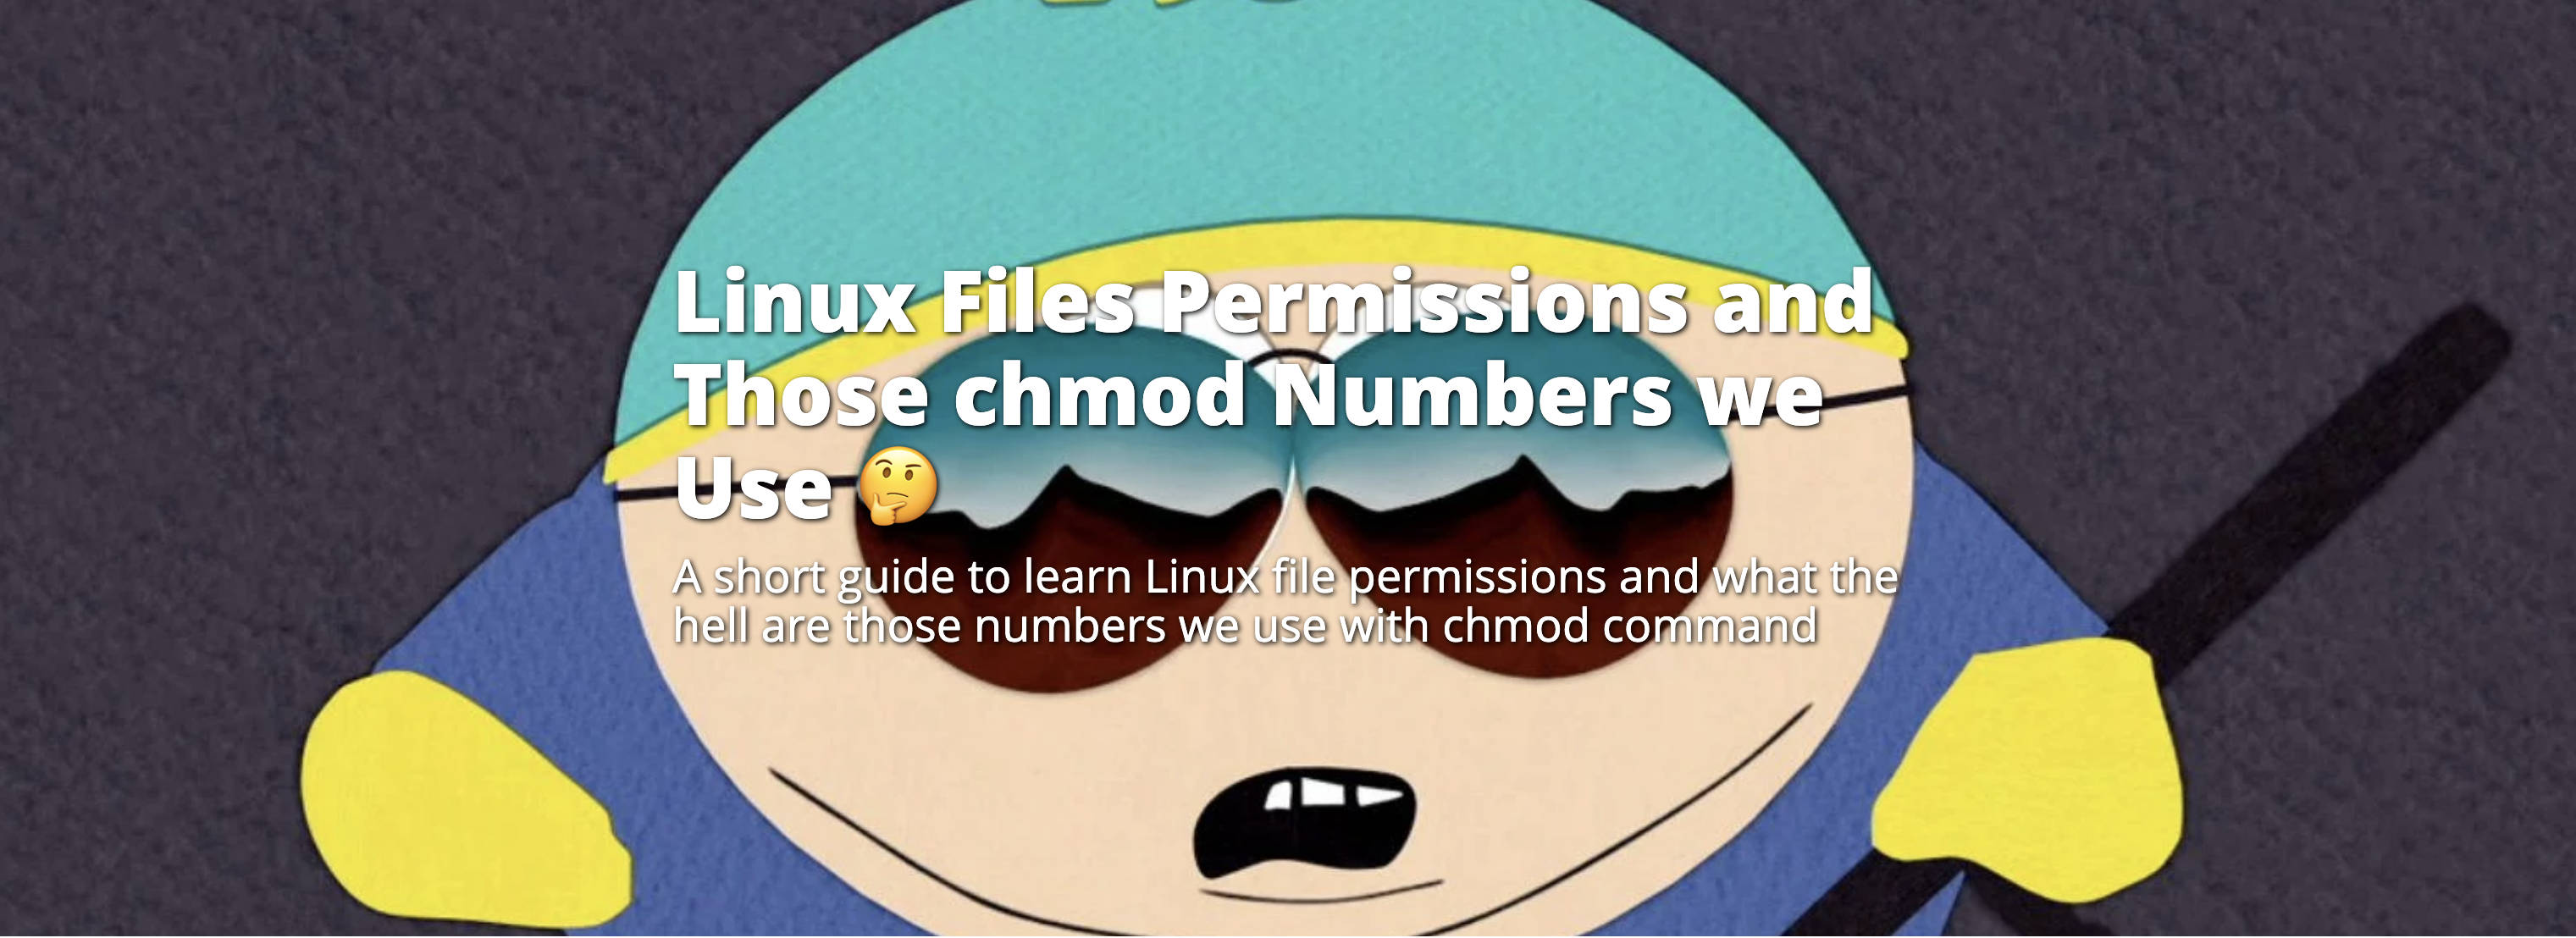 Linux Files Permissions and
Those chmod Numbers we
Use 🤔
A short guide to learn Linux file permissions and what the
hell are those numbers we use with chmod command